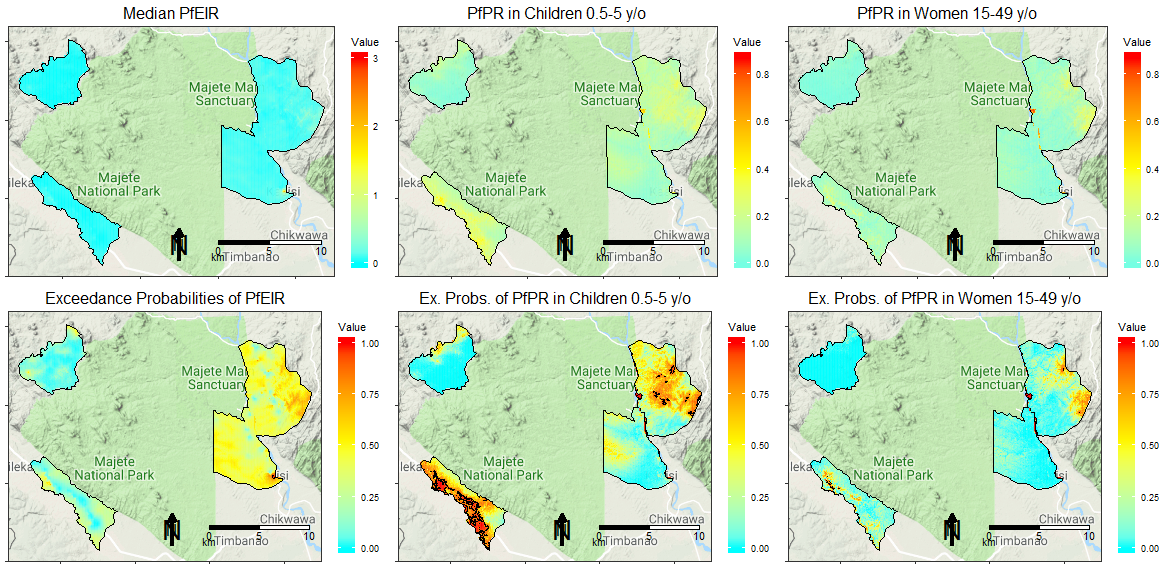 Median PfEIR
Value
3
2
1
0
Majete Ma
Sanctuary
Majete
National Park
ileka
isi
N
0
5
10
km
Chikwawa
Timbanao
PfPR in Children 0.5-5 y/o
Value
0.8
0.6
0.4
0.2
0.0
Majete Mal
Sanctuary
Majete
National Park
ileka
isi
N
0
5
10
km
Chikwawa
Timbanao
PfPR in Women 15-49 y/o
Value
0.8
0.6
0.4
0.2
0.0
Majete Mal
Sanctuary
Majete
National Park
ileka
isi
N
0
5
10
km
Chikwawa
Timbanao
Exceedance Probabilities of PfEIR
Value
1.00
0.75
0.50
0.25
0.00
Majete Mal
Sanctuary
Majete
National Park
ileka
isi
N
0
5
10
km
Chikwawa
Timbanao
Ex. Probs. of PfPR in Children 0.5-5 y/o
Value
1.00
0.75
0.50
0.25
0.00
Majete Mal
Sanctuary
Majete
National Park
ileka
isi
N
0
5
10
km
Chikwawa
Timbanao
Ex. Probs. of PfPR in Women 15-49 y/o
Value
1.00
0.75
0.50
0.25
0.00
Majete Mal
Sanctuary
Majete
National Park
ileka
isi
N
0
5
10
km
Chikwawa
Timbanao